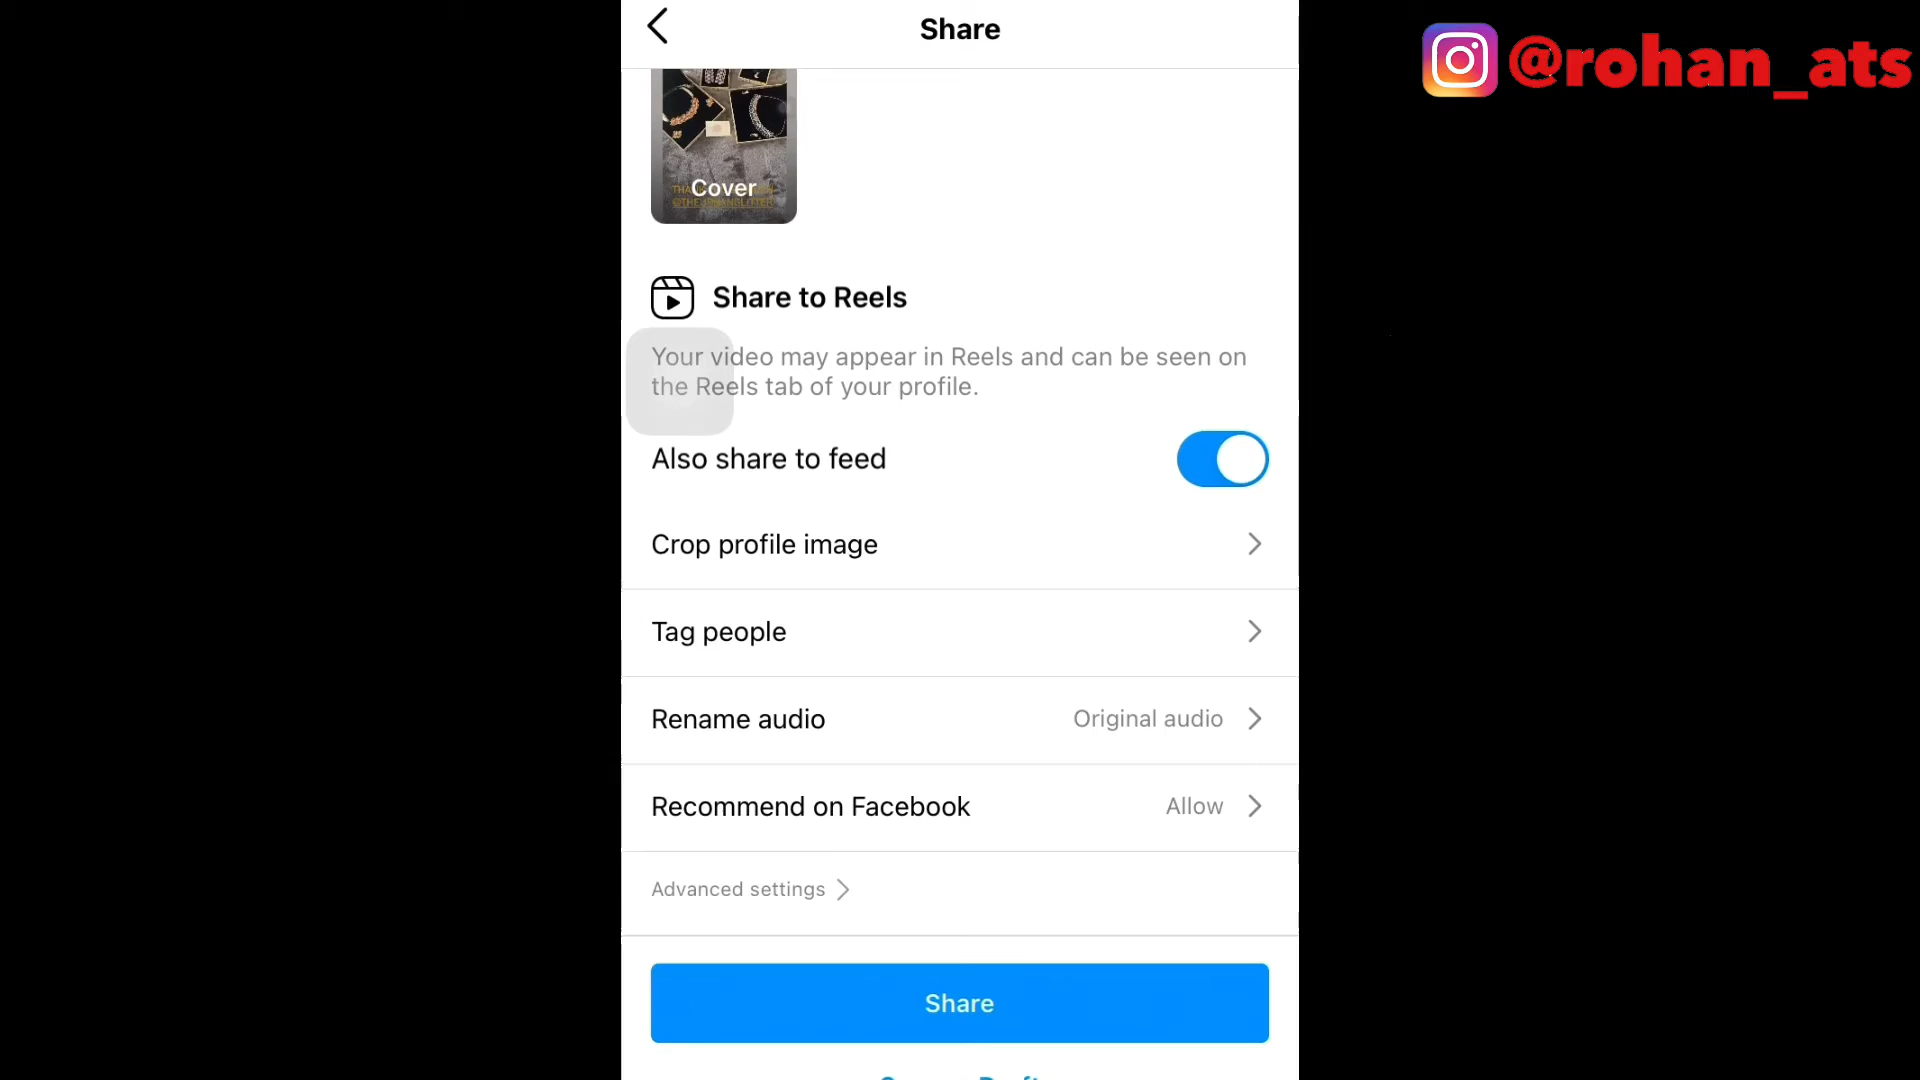 Share
@rohan_ats
Cover
@THEURBANGLITTER
Share to Reels
Your video may appear in Reels and can be seen on
the Reels tab of your profile.
Also share to feed
Crop profile image
Tag people
Rename audio Original audio
Recommend on Facebook Allow
Advanced settings
Share